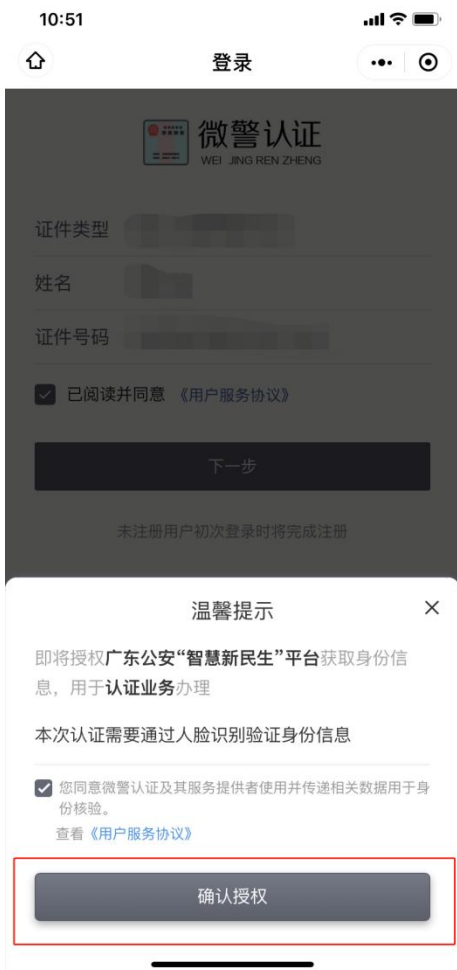 10:51
登录
微警认证
WEI JING REN ZHENG
证件类型
姓名
证件号码
已阅读并同意 《用户服务协议》
下一步
未注册用户初次登录时将完成注册
温馨提示
即将授权广东公安“智慧新民生”平台获取身份信
息，用于认证业务办理
本次认证需要通过人脸识别验证身份信息
您同意微警认证及其服务提供者使用并传递相关数据用于身
份核验。
查看《用户服务协议》
确认授权